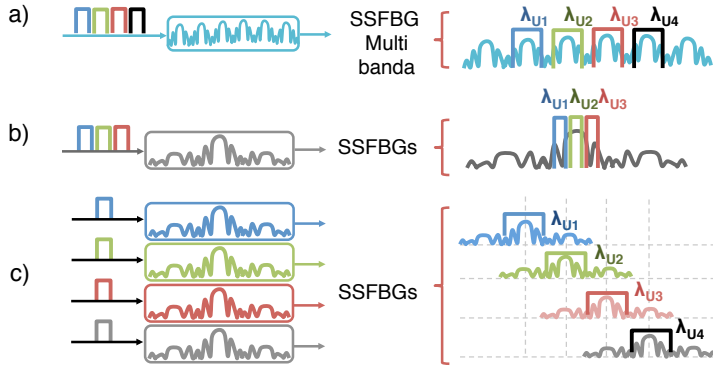 a)
SSFBG
Multi
banda
λU1 λU2 λU3 λU4
b)
SSFBGs
λU1 λU2 λU3
c)
SSFBGs
λU1
λU2
λU3
λU4